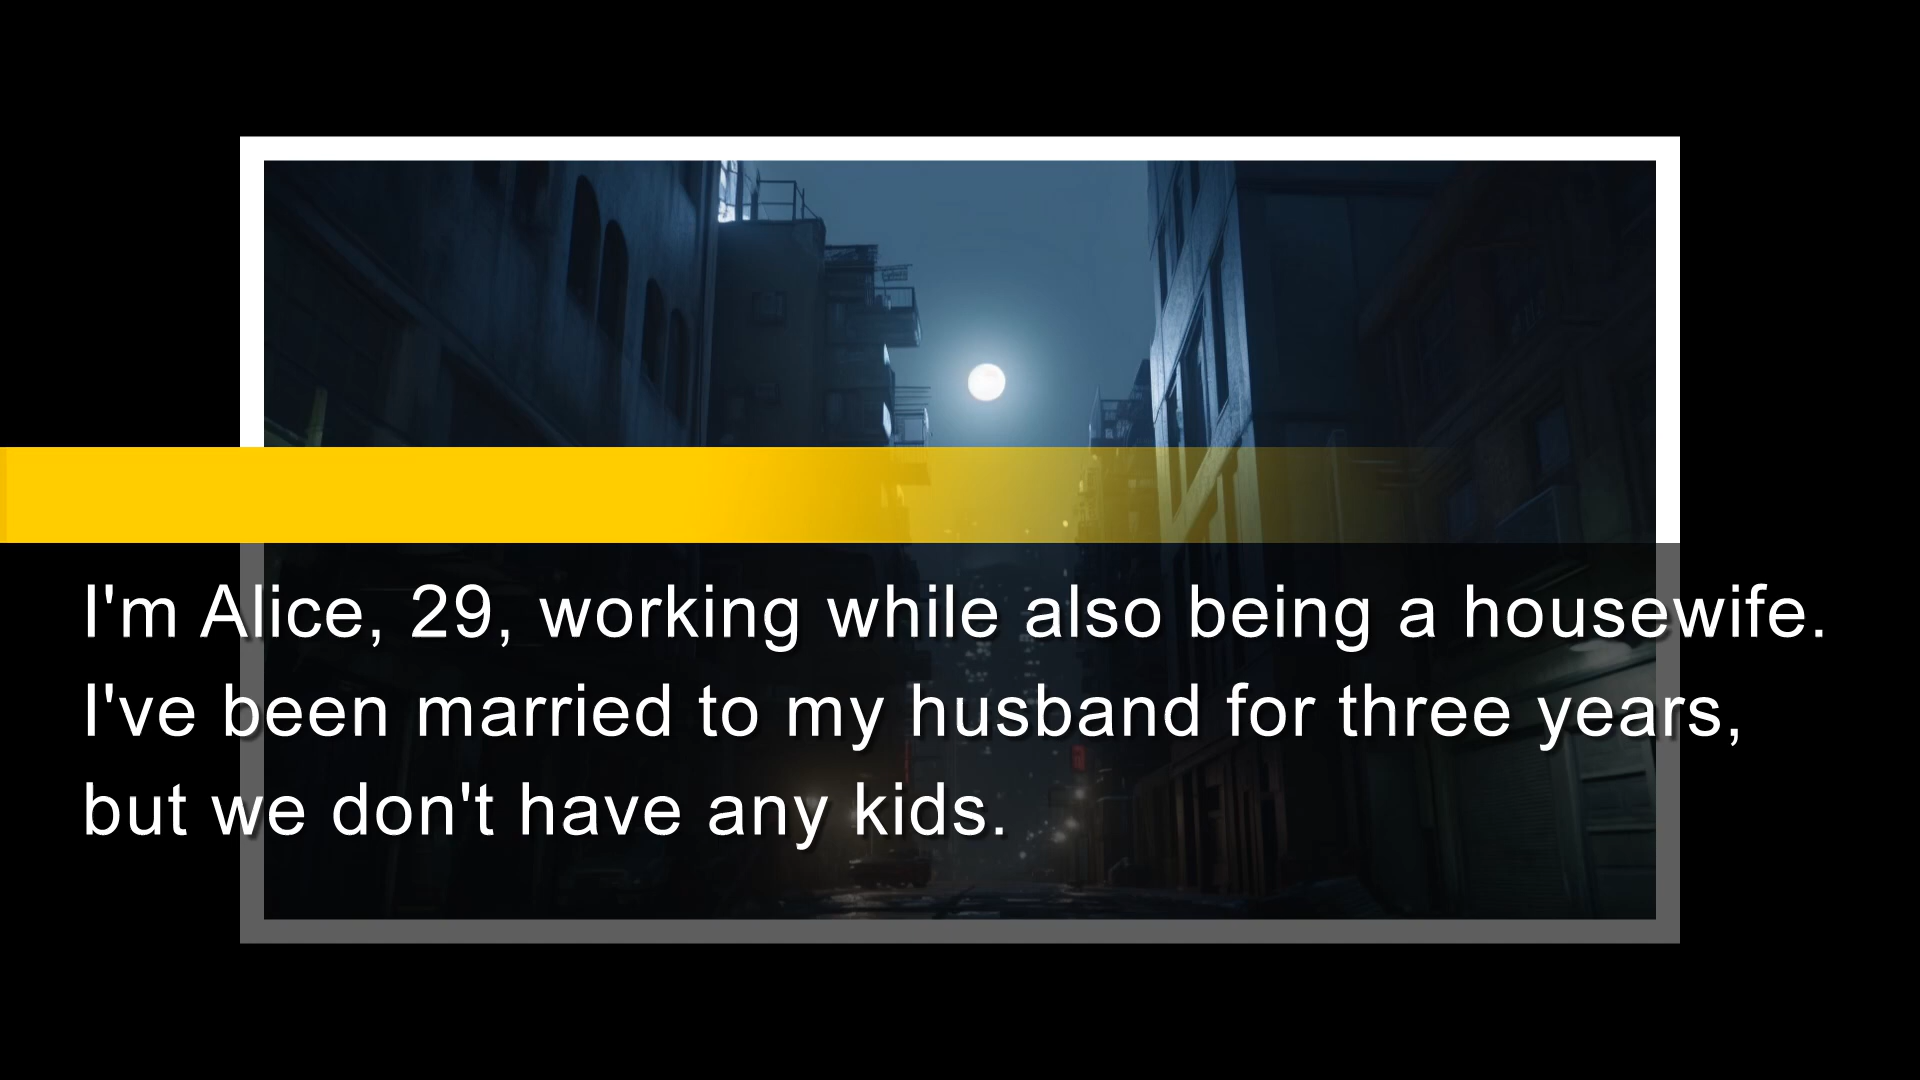 I'm Alice, 29, working while also being a housewife.
I've been married to my husband for three years,
but we don't have any kids.